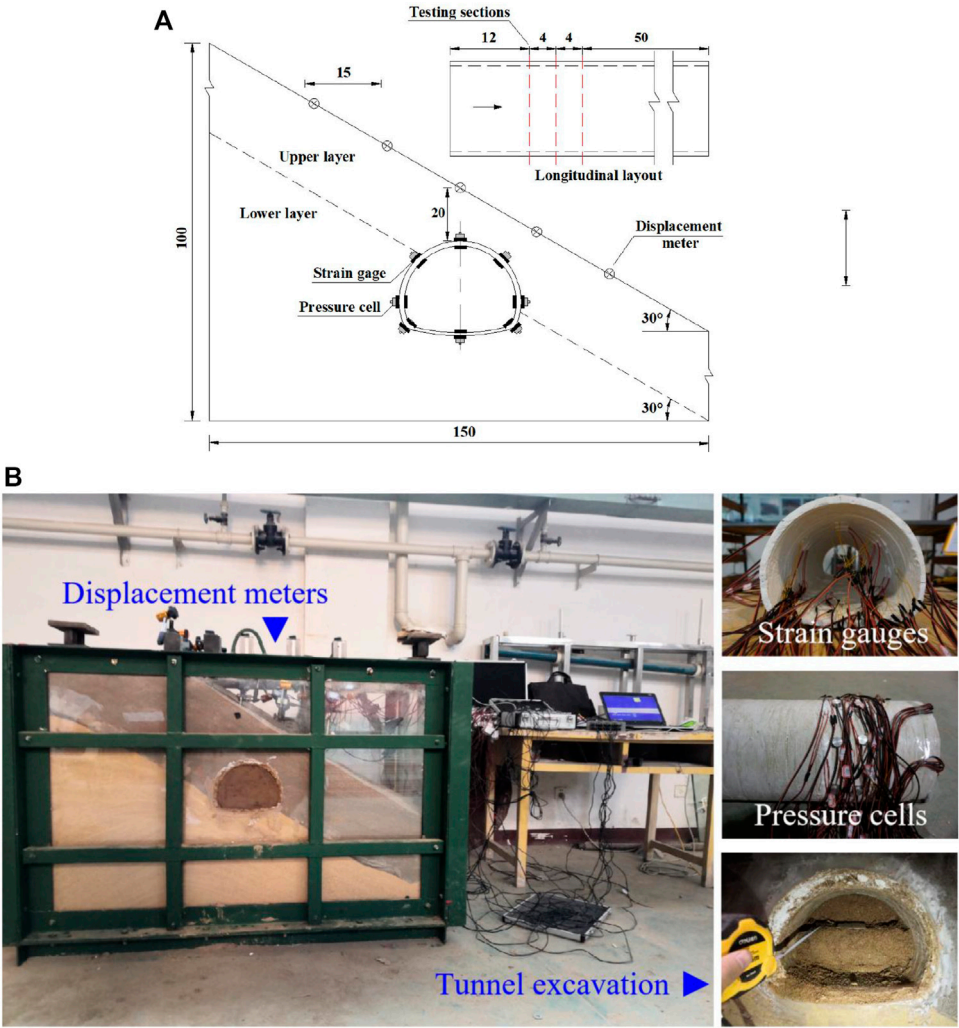 A
Testing sections
12
4
4
50
15
Upper layer
Longitudinal layout
Lower layer
20
100
Displacement
meter
Strain gage
Pressure cell
30°
30°
150
B
Displacement meters
Strain gauges
Pressure cells
Tunnel excavation